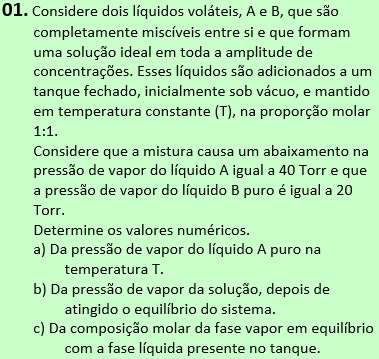 01. Considere dois líquidos voláteis, A e B, que são
completamente miscíveis entre si e que formam
uma solução ideal em toda a amplitude de
concentrações. Esses líquidos são adicionados a um
tanque fechado, inicialmente sob vácuo, e mantido
em temperatura constante (T), na proporção molar
1:1.
Considere que a mistura causa um abaixamento na
pressão de vapor do líquido A igual a 40 Torr e que
a pressão de vapor do líquido B puro é igual a 20
Torr.
Determine os valores numéricos.
a) Da pressão de vapor do líquido A puro na
temperatura T.
b) Da pressão de vapor da solução, depois de
atingido o equilíbrio do sistema.
c) Da composição molar da fase vapor em equilíbrio
com a fase líquida presente no tanque.